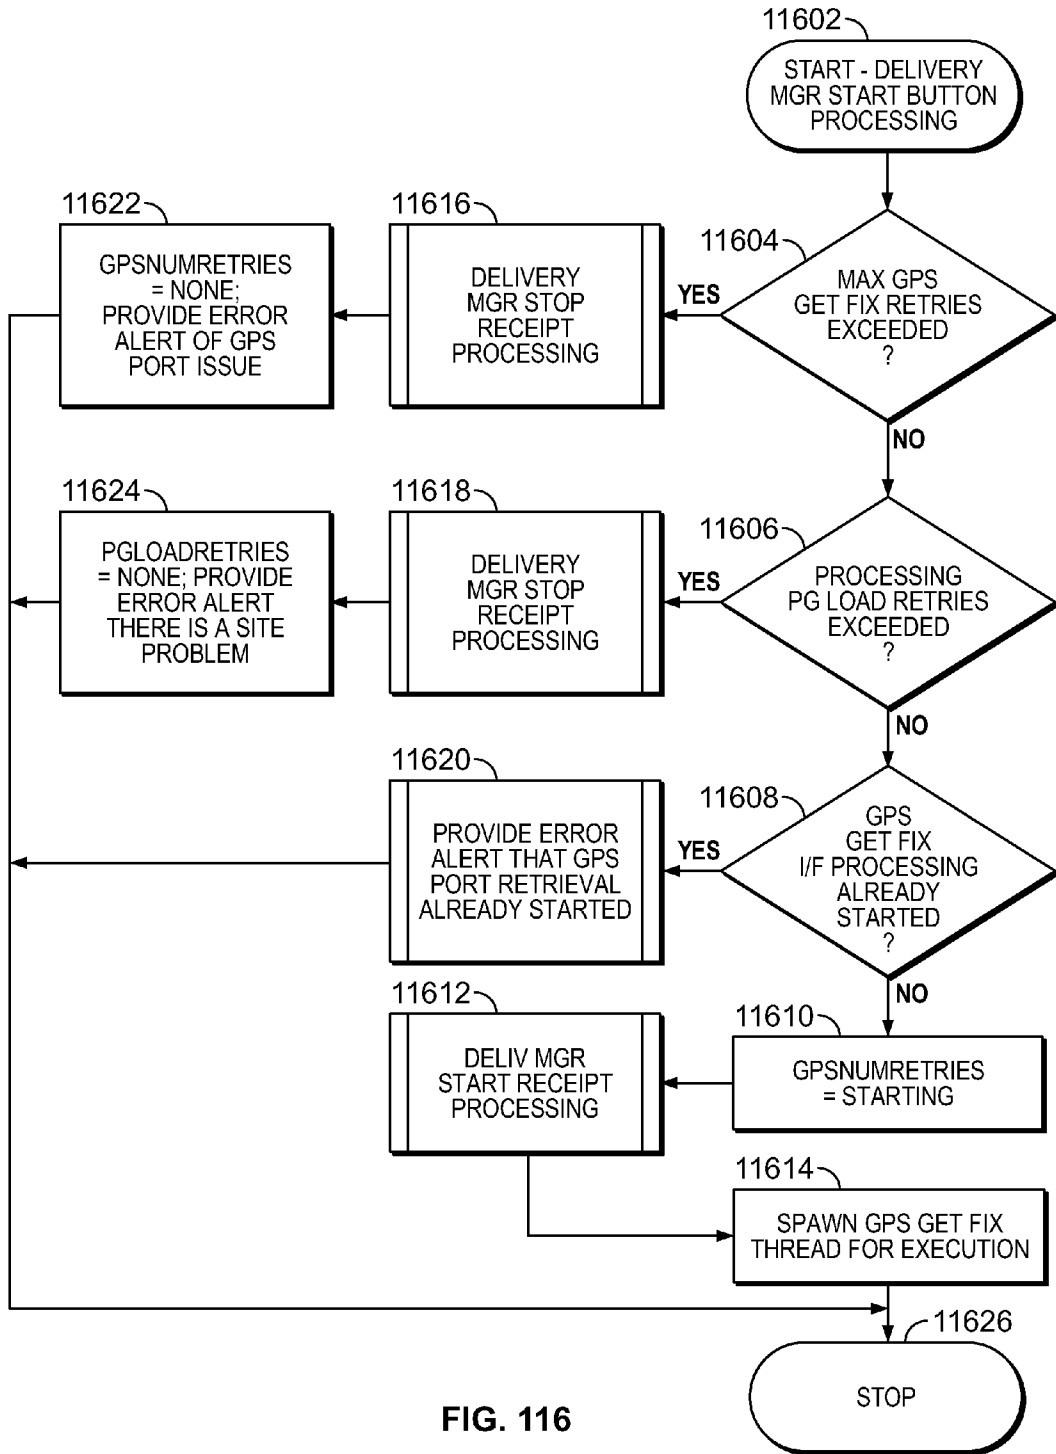 11602
START - DELIVERY
MGR START BUTTON
PROCESSING
11622
GPSNUMRETRIES
= NONE;
PROVIDE ERROR
ALERT OF GPS
PORT ISSUE
11616
DELIVERY
MGR STOP
RECEIPT
PROCESSING
YES
11604
MAX GPS
GET FIX RETRIES
EXCEEDED
?
NO
11624
PGLOADRETRIES
= NONE; PROVIDE
ERROR ALERT
THERE IS A SITE
PROBLEM
11618
DELIVERY
MGR STOP
RECEIPT
PROCESSING
YES
11606
PROCESSING
PG LOAD RETRIES
EXCEEDED
?
NO
11620
PROVIDE ERROR
ALERT THAT GPS
PORT RETRIEVAL
ALREADY STARTED
YES
11608
GPS
GET FIX
I/F PROCESSING
ALREADY
STARTED
?
NO
11612
DELIV MGR
START RECEIPT
PROCESSING
11610
GPSNUMRETRIES
= STARTING
11614
SPAWN GPS GET FIX
THREAD FOR EXECUTION
11626
STOP
FIG. 116